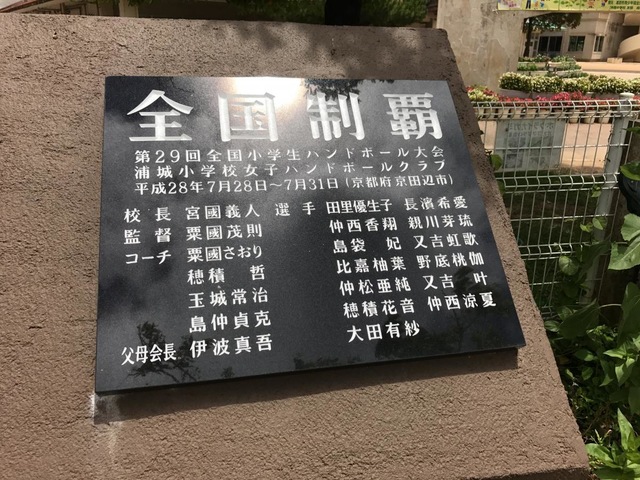 全国制覇
第29回全国小学生ハンドボール大会
浦城小学校女子ハンドボールクラブ
平成28年7月28日～7月31日(京都府京田辺市)
校長 宮國義人 選手 田里優生子 長濱希愛
監督 粟國茂則 仲西香翔 親川芽琉
コーチ 粟國さおり 島袋 妃 又吉虹歌
穂積 哲 比嘉柚葉 野底桃伽
玉城常治 仲松亜純 又吉 叶
島仲貞克 穂積花音 仲西涼夏
父母会長 伊波真吾 大田有紗